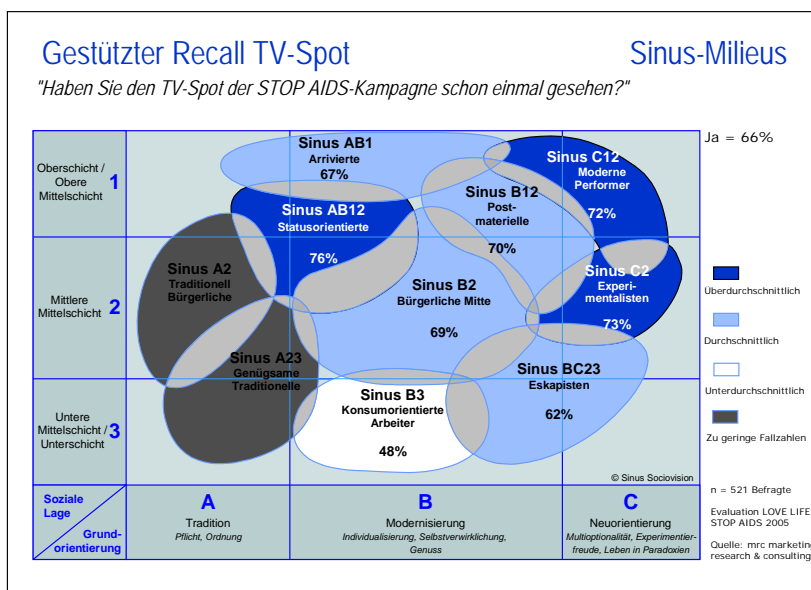 Gestützter Recall TV-Spot
Sinus-Milieus
"Haben Sie den TV-Spot der STOP AIDS-Kampagne schon einmal gesehen?"
Ja = 66%
Oberschicht /
Obere
Mittelschicht
1
Mittlere
Mittelschicht
2
Untere
Mittelschicht /
Unterschicht
3
Sinus AB1
Arrivierte
67%
Sinus C12
Moderne
Performer
72%
Sinus B12
Post-
materielle
70%
Sinus AB12
Statusorientierte
76%
Sinus A2
Traditionell
Bürgerliche
Sinus B2
Bürgerliche Mitte
69%
Sinus C2
Experi-
mentalisten
73%
Sinus A23
Genügsame
Traditionelle
Sinus B3
Konsumorientierte
Arbeiter
48%
Sinus BC23
Eskapisten
62%
Überdurchschnittlich
Durchschnittlich
Unterdurchschnittlich
Zu geringe Fallzahlen
© Sinus Sociovision
Soziale
Lage
Grund-
orientierung
A
Tradition
Pflicht, Ordnung
B
Modernisierung
Individualisierung, Selbstverwirklichung,
Genuss
C
Neuorientierung
Multioptionalität, Experimentier-
freude, Leben in Paradoxien
n = 521 Befragte
Evaluation LOVE LIFE
STOP AIDS 2005
Quelle: mrc marketing
research & consulting